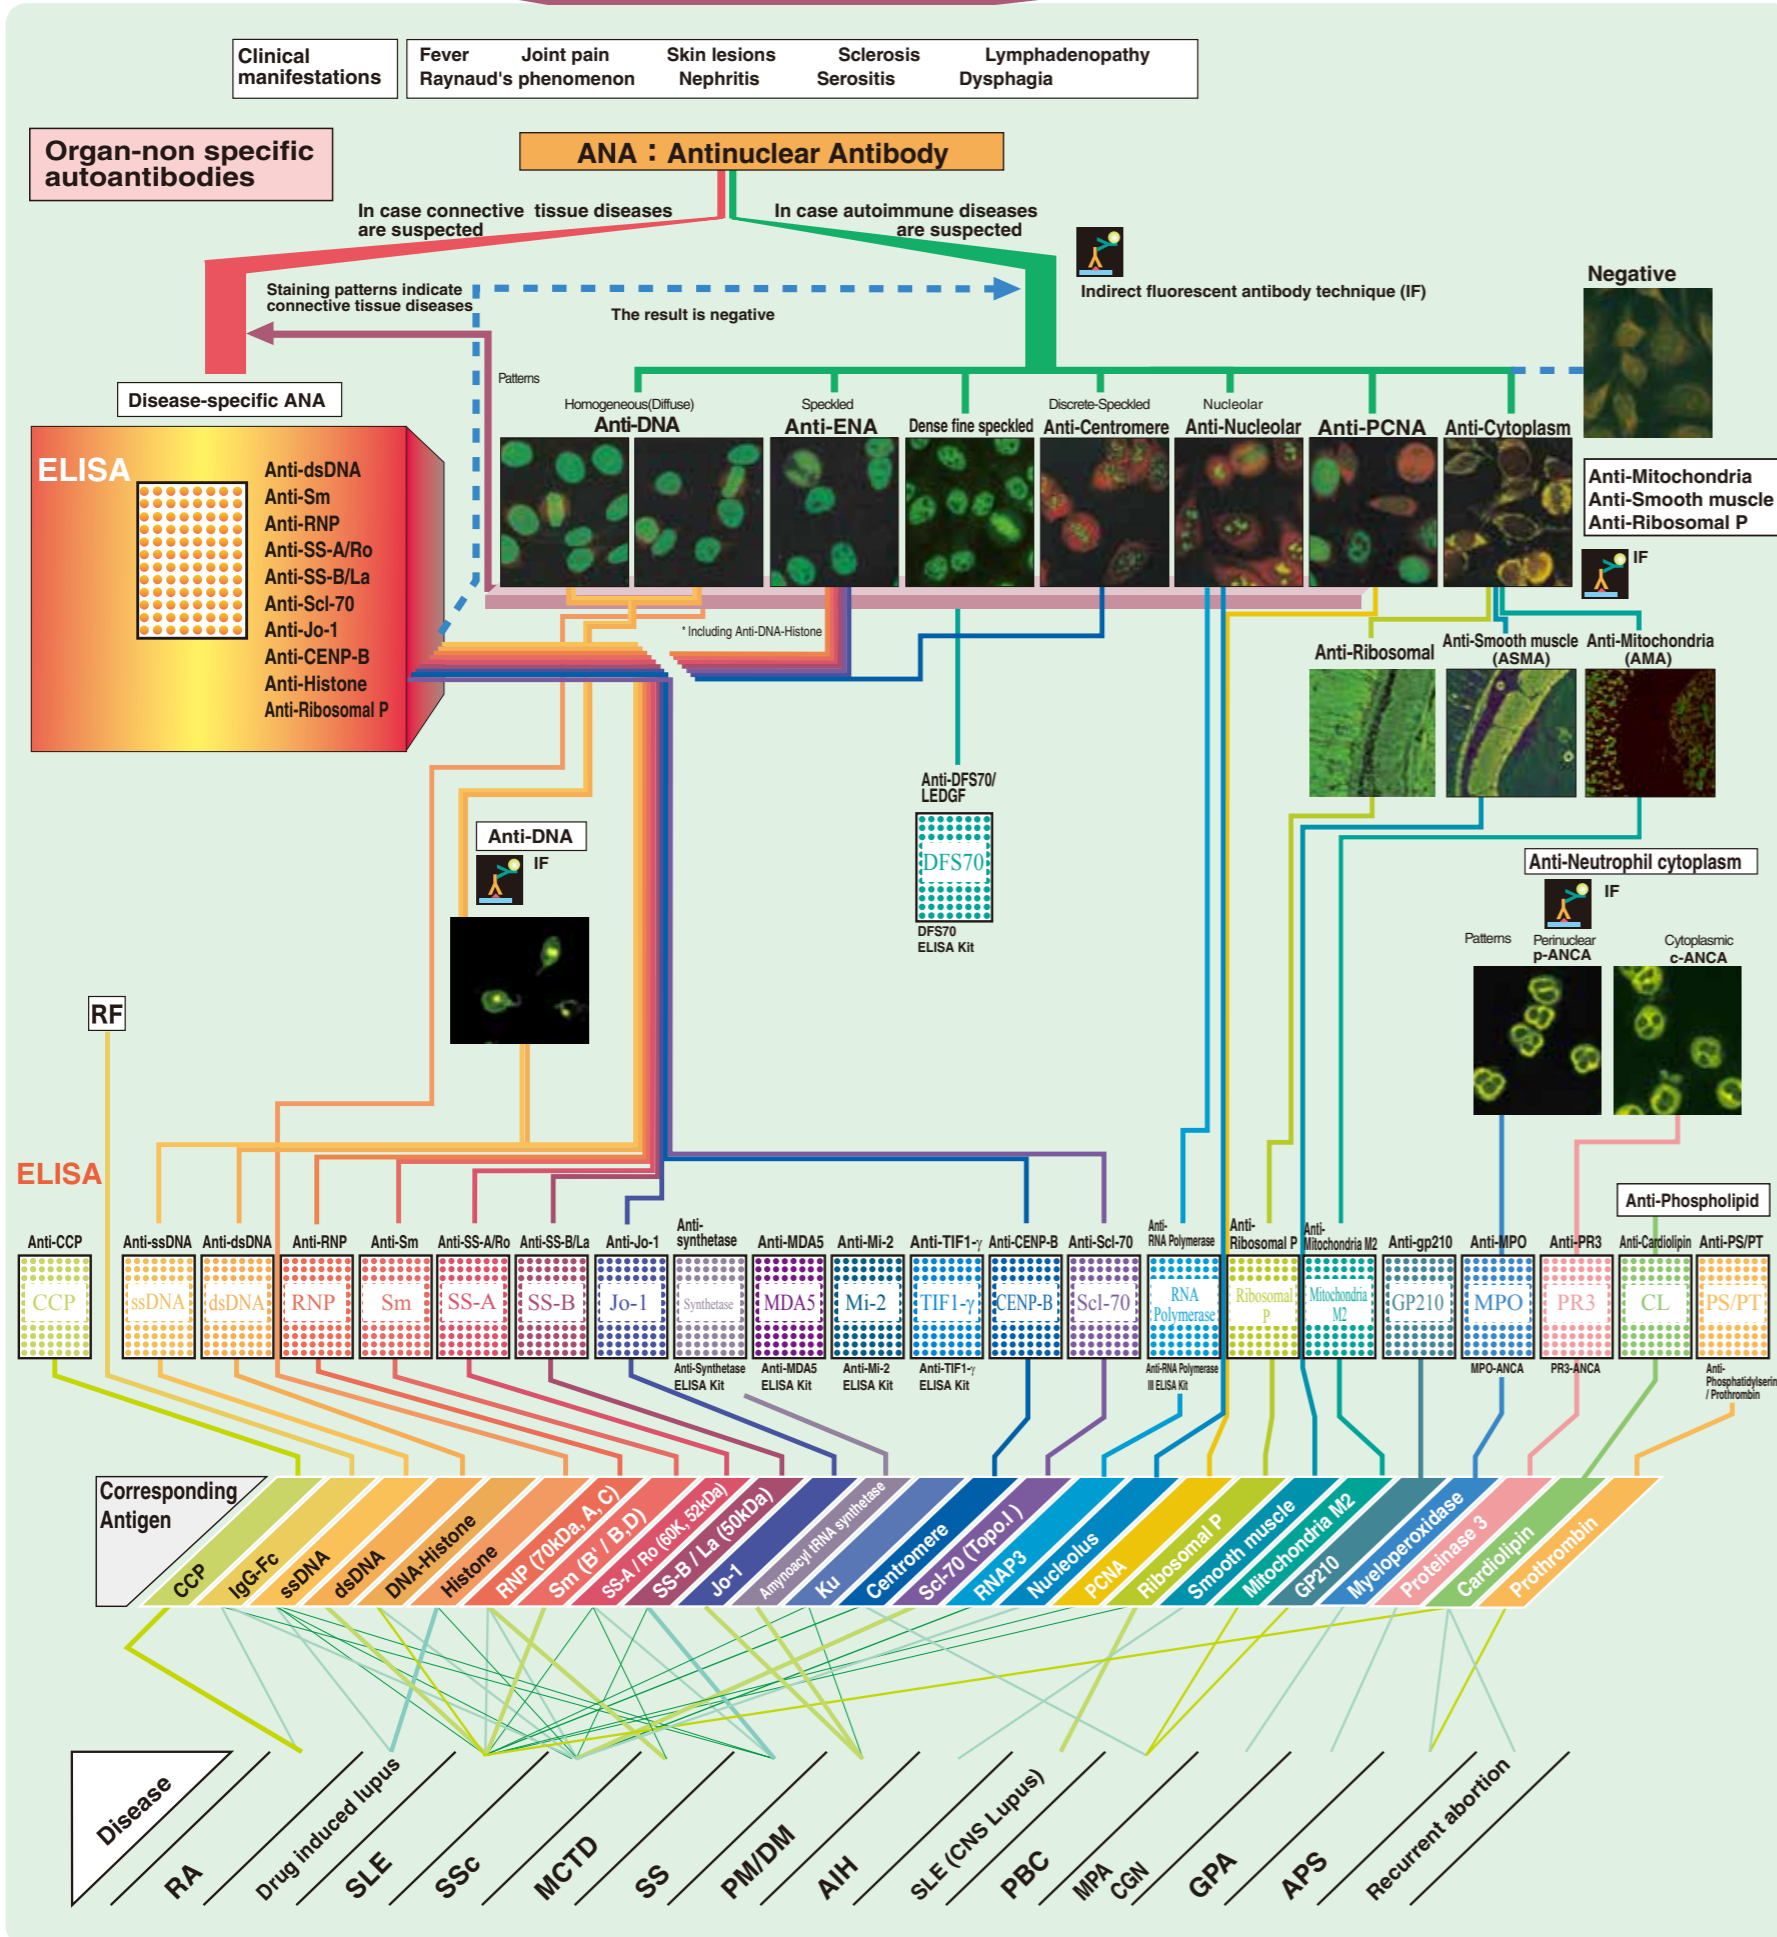 Clinical
manifestations
Fever Joint pain Skin lesions Sclerosis Lymphadenopathy
Raynaud's phenomenon Nephritis Serositis Dysphagia
Organ-non specific
autoantibodies
ANA : Antinuclear Antibody
In case connective tissue diseases
are suspected
In case autoimmune diseases
are suspected
Staining patterns indicate
connective tissue diseases
The result is negative
Indirect fluorescent antibody technique (IF)
Negative
Disease-specific ANA
Patterns
Homogeneous(Diffuse)
Anti-DNA
Speckled
Anti-ENA
Dense fine speckled
Discrete-Speckled
Anti-Centromere
Nucleolar
Anti-Nucleolar
Anti-PCNA
Anti-Cytoplasm
ELISA
Anti-dsDNA
Anti-Sm
Anti-RNP
Anti-SS-A/Ro
Anti-SS-B/La
Anti-Scl-70
Anti-Jo-1
Anti-CENP-B
Anti-Histone
Anti-Ribosomal P
Anti-Mitochondria
Anti-Smooth muscle
Anti-Ribosomal P
IF
* Including Anti-DNA-Histone
Anti-Ribosomal
Anti-Smooth muscle
(ASMA)
Anti-Mitochondria
(AMA)
Anti-DFS70/
LEDGF
DFS70
DFS70
ELISA Kit
Anti-DNA
IF
Anti-Neutrophil cytoplasm
IF
Patterns
Perinuclear
p-ANCA
Cytoplasmic
c-ANCA
RF
ELISA
Anti-Phospholipid
Anti-CCP
Anti-ssDNA
Anti-dsDNA
Anti-RNP
Anti-Sm
Anti-SS-A/Ro
Anti-SS-B/La
Anti-Jo-1
Anti-
synthetase
Anti-MDA5
Anti-Mi-2
Anti-TIF1-γ
Anti-CENP-B
Anti-Scl-70
Anti-
RNA Polymerase
Anti-
Ribosomal P
Anti-
Mitochondria M2
Anti-gp210
Anti-MPO
Anti-PR3
Anti-Cardiolipin
Anti-PS/PT
CCP
ssDNA
dsDNA
RNP
Sm
SS-A
SS-B
Jo-1
Synthetase
MDA5
Mi-2
TIF1-γ
CENP-B
Scl-70
RNA
Polymerase
Ribosomal
P
Mitochondria
M2
GP210
MPO
PR3
CL
PS/PT
Anti-Synthetase
ELISA Kit
Anti-MDA5
ELISA Kit
Anti-Mi-2
ELISA Kit
Anti-TIF1-γ
ELISA Kit
Anti-RNA Polymerase
III ELISA Kit
MPO-ANCA
PR3-ANCA
Anti-
Phosphatidylserin
/ Prothrombin
Corresponding
Antigen
CCP
IgG-Fc
ssDNA
dsDNA
DNA-Histone
Histone
RNP (70kDa, A, C)
Sm (B' / B,D)
SS-A / Ro (60K, 52kDa)
SS-B / La (50kDa)
Jo-1
Amynoacyl tRNA synthetase
Ku
Centromere
Scl-70 (Topo.I )
RNAP3
Nucleolus
PCNA
Ribosomal P
Smooth muscle
Mitochondria M2
GP210
Myeloperoxidase
Proteinase 3
Cardiolipin
Prothrombin
Disease
RA
Drug induced lupus
SLE
SSc
MCTD
SS
PM/DM
AIH
SLE (CNS Lupus)
PBC
MPA
CGN
GPA
APS
Recurrent abortion